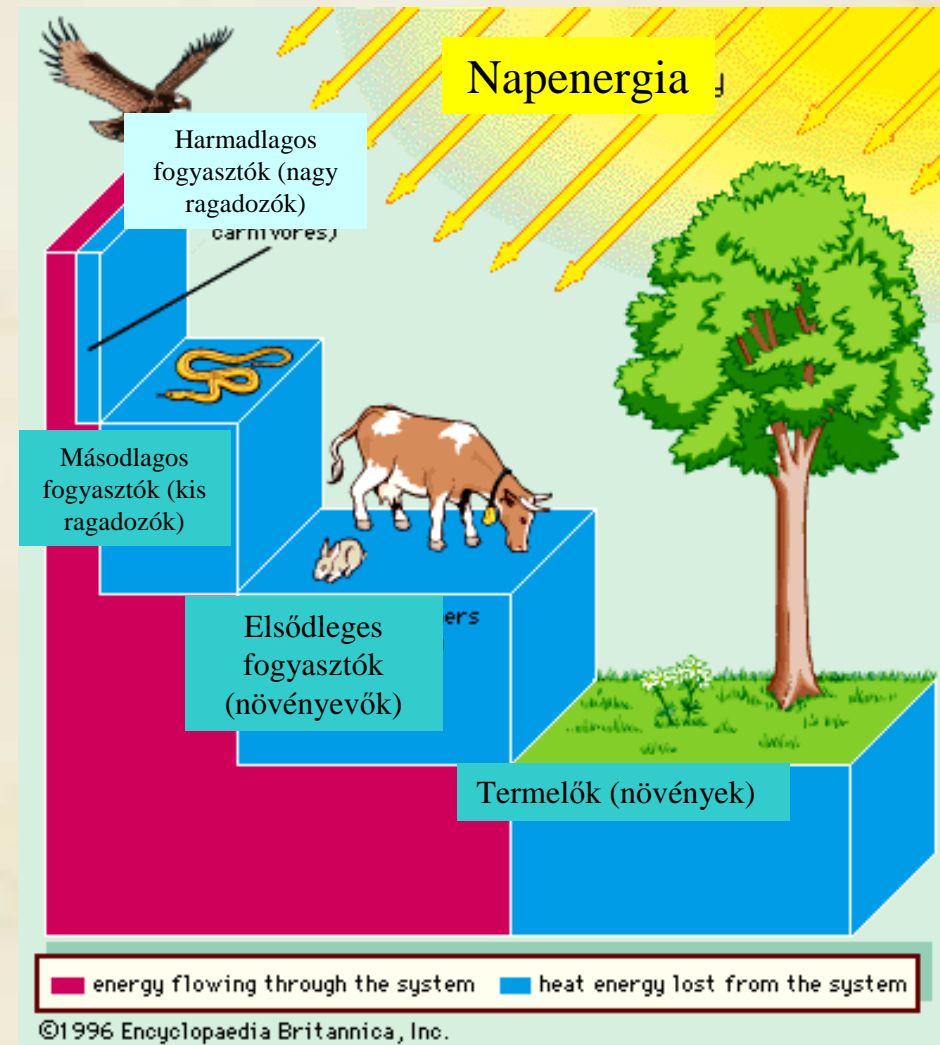 Napenergia
Harmadlagos
fogyasztók (nagy
ragadozók)
carnivores)
Másodlagos
fogyasztók (kis
ragadozók)
Elsődleges
fogyasztók
(növényevők)
Termelők (növények)
energy flowing through the system
heat energy lost from the system
©1996 Encyclopaedia Britannica, Inc.